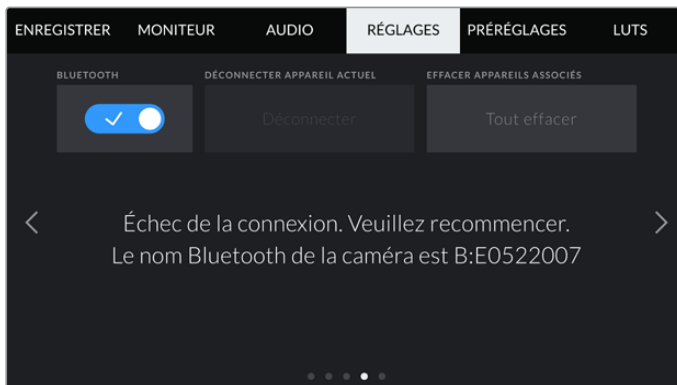 ENREGISTRER MONITEUR AUDIO RÉGLAGES PRÉRÉGLAGES LUTS
BLUETOOTH DÉCONNECTER APPAREIL ACTUEL EFFACER APPAREILS ASSOCIÉS
Déconnecter Tout effacer
Échec de la connexion. Veuillez recommencer.
Le nom Bluetooth de la caméra est B:E0522007